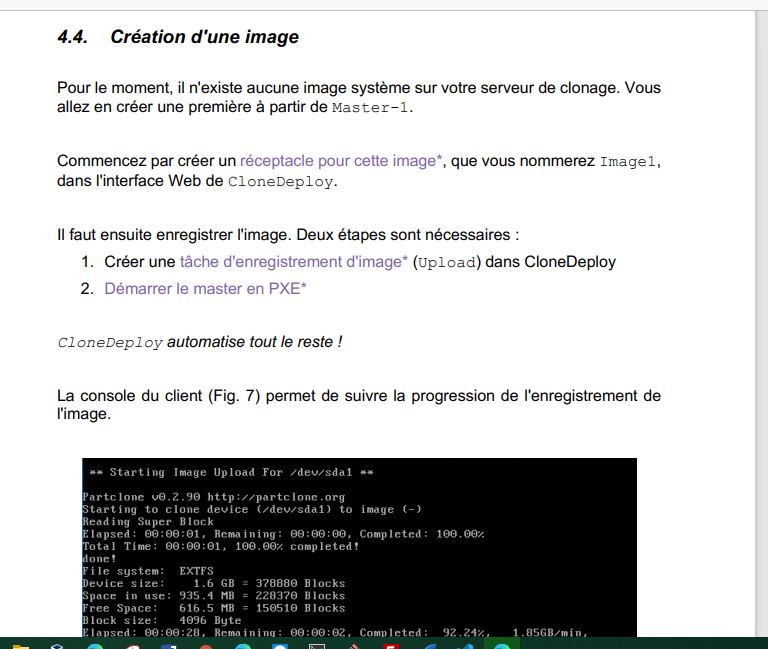 4.4. Création d'une image
Pour le moment, il n'existe aucune image système sur votre serveur de clonage. Vous
allez en créer une première à partir de Master-1.
Commencez par créer un réceptacle pour cette image*, que vous nommerez Image1,
dans l'interface Web de CloneDeploy.
Il faut ensuite enregistrer l'image. Deux étapes sont nécessaires :
1. Créer une tâche d'enregistrement d'image* (Upload) dans CloneDeploy
2. Démarrer le master en PXE*
CloneDeploy automatise tout le reste !
La console du client (Fig. 7) permet de suivre la progression de l'enregistrement de
l'image.
** Starting Image Upload For /dev/sda1 **
Partclone v0.2.90 http://partclone.org
Starting to clone device (/dev/sda1) to image (-)
Reading Super Block
Elapsed: 00:00:01, Remaining: 00:00:00, Completed: 100.00%
Total Time: 00:00:01, 100.00% completed!
done!
File system: EXTFS
Device size: 1.6 GB = 378880 Blocks
Space in use: 935.4 MB = 228370 Blocks
Free Space: 616.5 MB = 150510 Blocks
Block size: 4096 Byte
Elapsed: 00:00:28, Remaining: 00:00:02, Completed: 92.24%, 1.85GB/min,